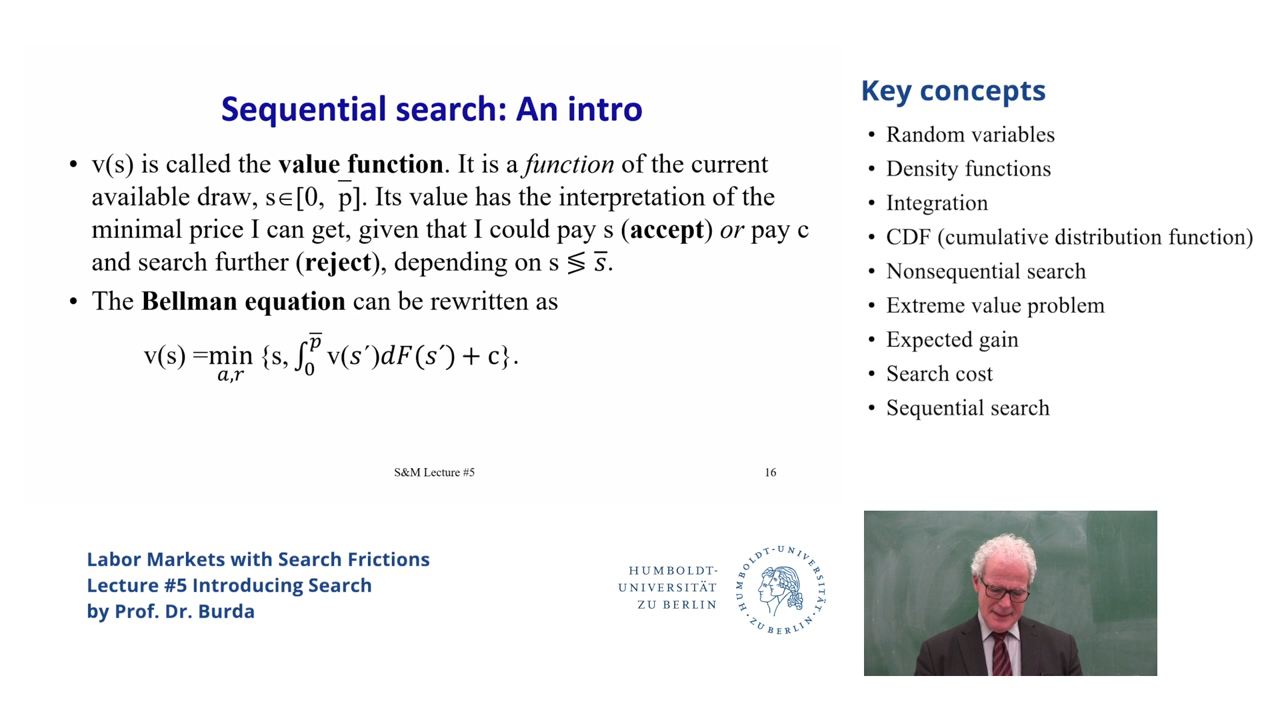 Sequential search: An intro
• v(s) is called the value function. It is a function of the current
available draw, s∈[0, p̅]. Its value has the interpretation of the
minimal price I can get, given that I could pay s (accept) or pay c
and search further (reject), depending on s ⋚ s̅.
• The Bellman equation can be rewritten as
v(s) =min {s, ∫₀^p̅ v(s´)dF(s´) + c}.
a,r
S&M Lecture #5
16
Key concepts
• Random variables
• Density functions
• Integration
• CDF (cumulative distribution function)
• Nonsequential search
• Extreme value problem
• Expected gain
• Search cost
• Sequential search
Labor Markets with Search Frictions
Lecture #5 Introducing Search
by Prof. Dr. Burda
HUMBOLDT-
UNIVERSITÄT
ZU BERLIN
HUMBOLDT-UNIVERSITÄT
·ZU BERLIN·